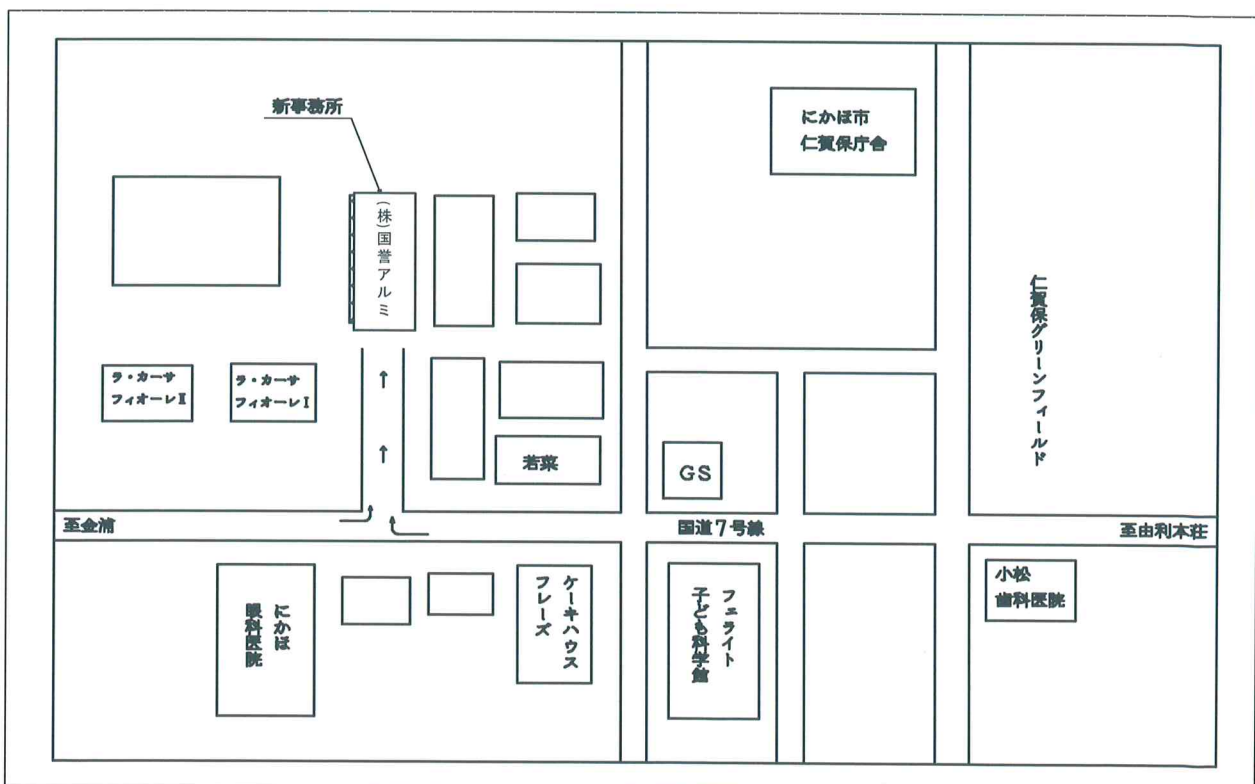 新事務所
にかほ市
仁賀保庁舎
(株)国誉アルミ
仁賀保グリーンフィールド
ラ・カーサ
フィオーレⅡ
ラ・カーサ
フィオーレⅠ
若菜
GS
至金浦
国道7号線
至由利本荘
にかほ
眼科医院
ケーキハウス
フレーズ
フェライト
子ども科学館
小松
歯科医院